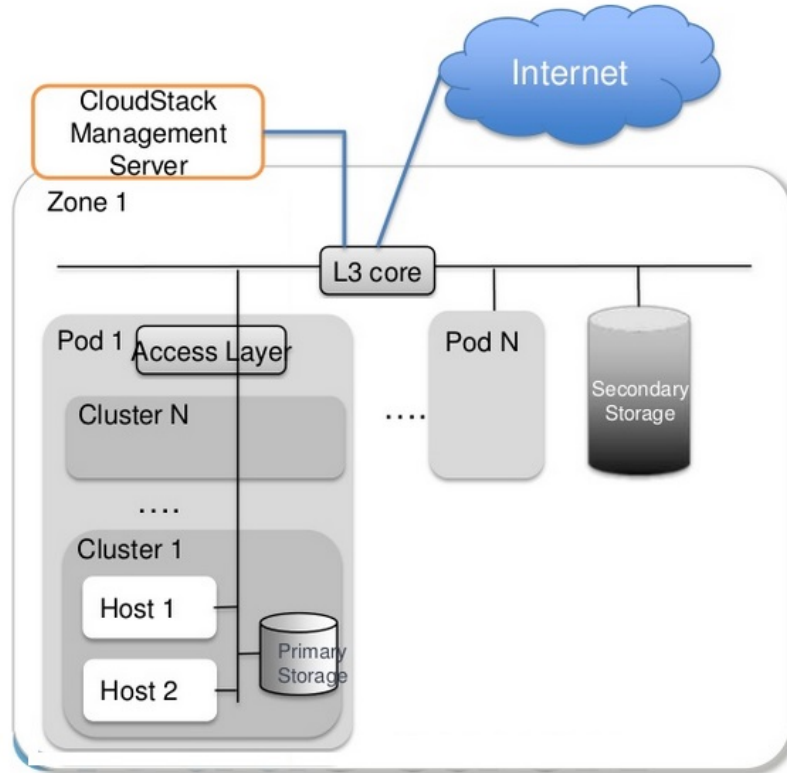 Internet
CloudStack
Management
Server
Zone 1
L3 core
Pod 1
Access Layer
Pod N
Secondary
Storage
Cluster N
....
....
Cluster 1
Host 1
Primary
Storage
Host 2